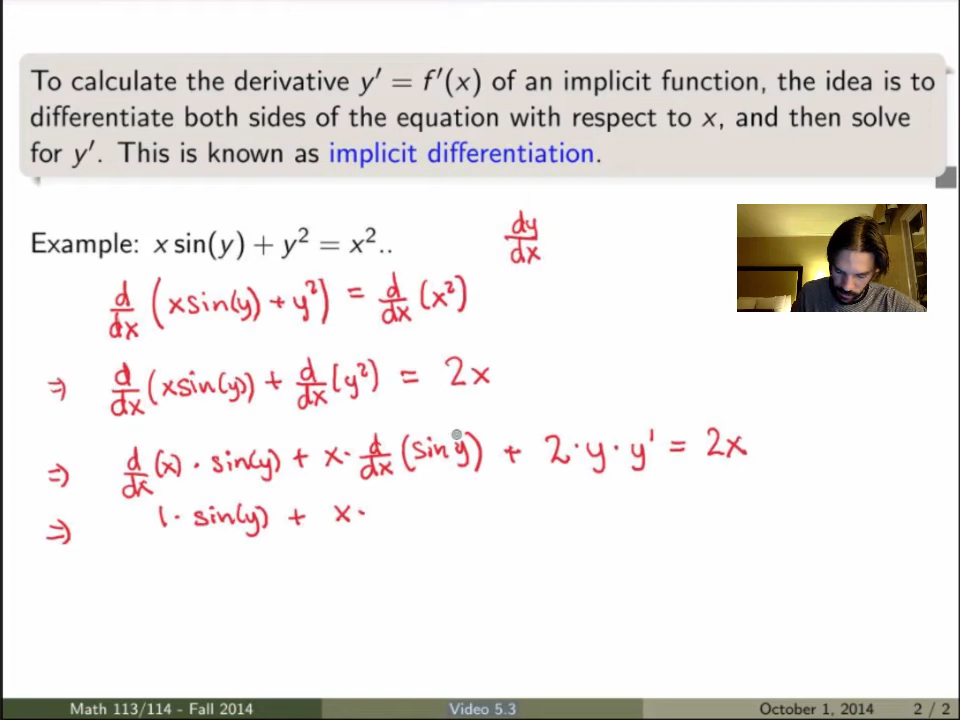 To calculate the derivative y′ = f′(x) of an implicit function, the idea is to
differentiate both sides of the equation with respect to x, and then solve
for y′. This is known as implicit differentiation.
Example: x sin(y) + y² = x²..
dy/dx
d/dx (xsin(y) + y²) = d/dx (x²)
⇒ d/dx (xsin(y)) + d/dx (y²) = 2x
⇒ d/dx (x) · sin(y) + x · d/dx (sin y) + 2 · y · y' = 2x
⇒ 1 · sin(y) + x ·
Math 113/114 - Fall 2014 Video 5.3 October 1, 2014 2 / 2